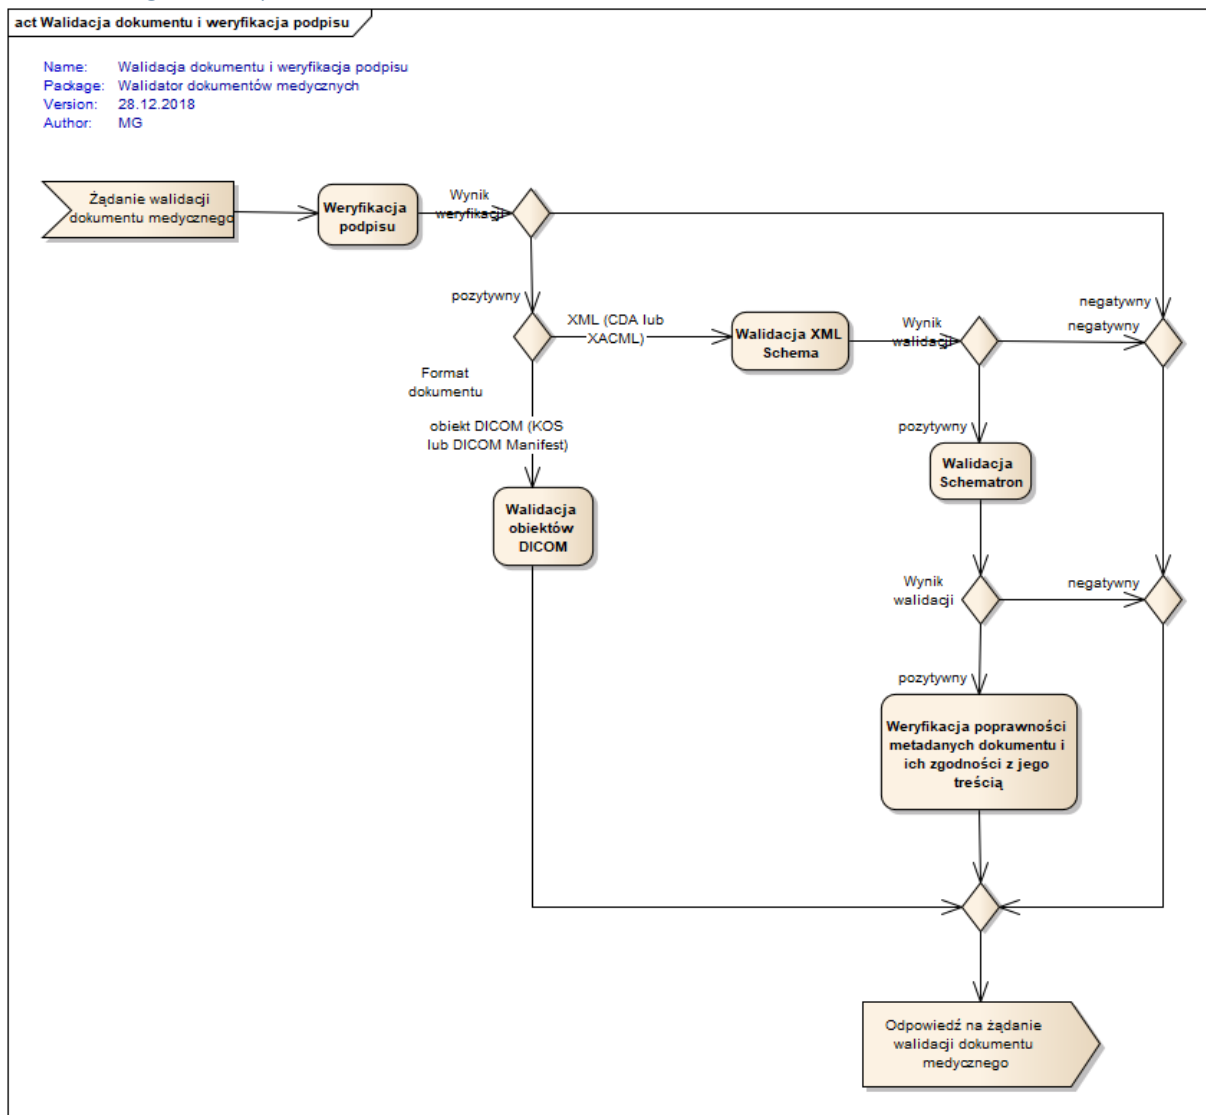 act Walidacja dokumentu i weryfikacja podpisu
Name: Walidacja dokumentu i weryfikacja podpisu
Package: Walidator dokumentów medycznych
Version: 28.12.2018
Author: MG
Żądanie walidacji
dokumentu medycznego
Weryfikacja
podpisu
Wynik
weryfikacji
pozytywny
negatywny
XML (CDA lub
XACML)
Walidacja XML
Schema
Wynik
walidacji
negatywny
Format
dokumentu
obiekt DICOM (KOS
lub DICOM Manifest)
pozytywny
Walidacja
Schematron
Walidacja
obiektów
DICOM
Wynik
walidacji
negatywny
pozytywny
Weryfikacja poprawności
metadanych dokumentu i
ich zgodności z jego
treścią
Odpowiedź na żądanie
walidacji dokumentu
medycznego